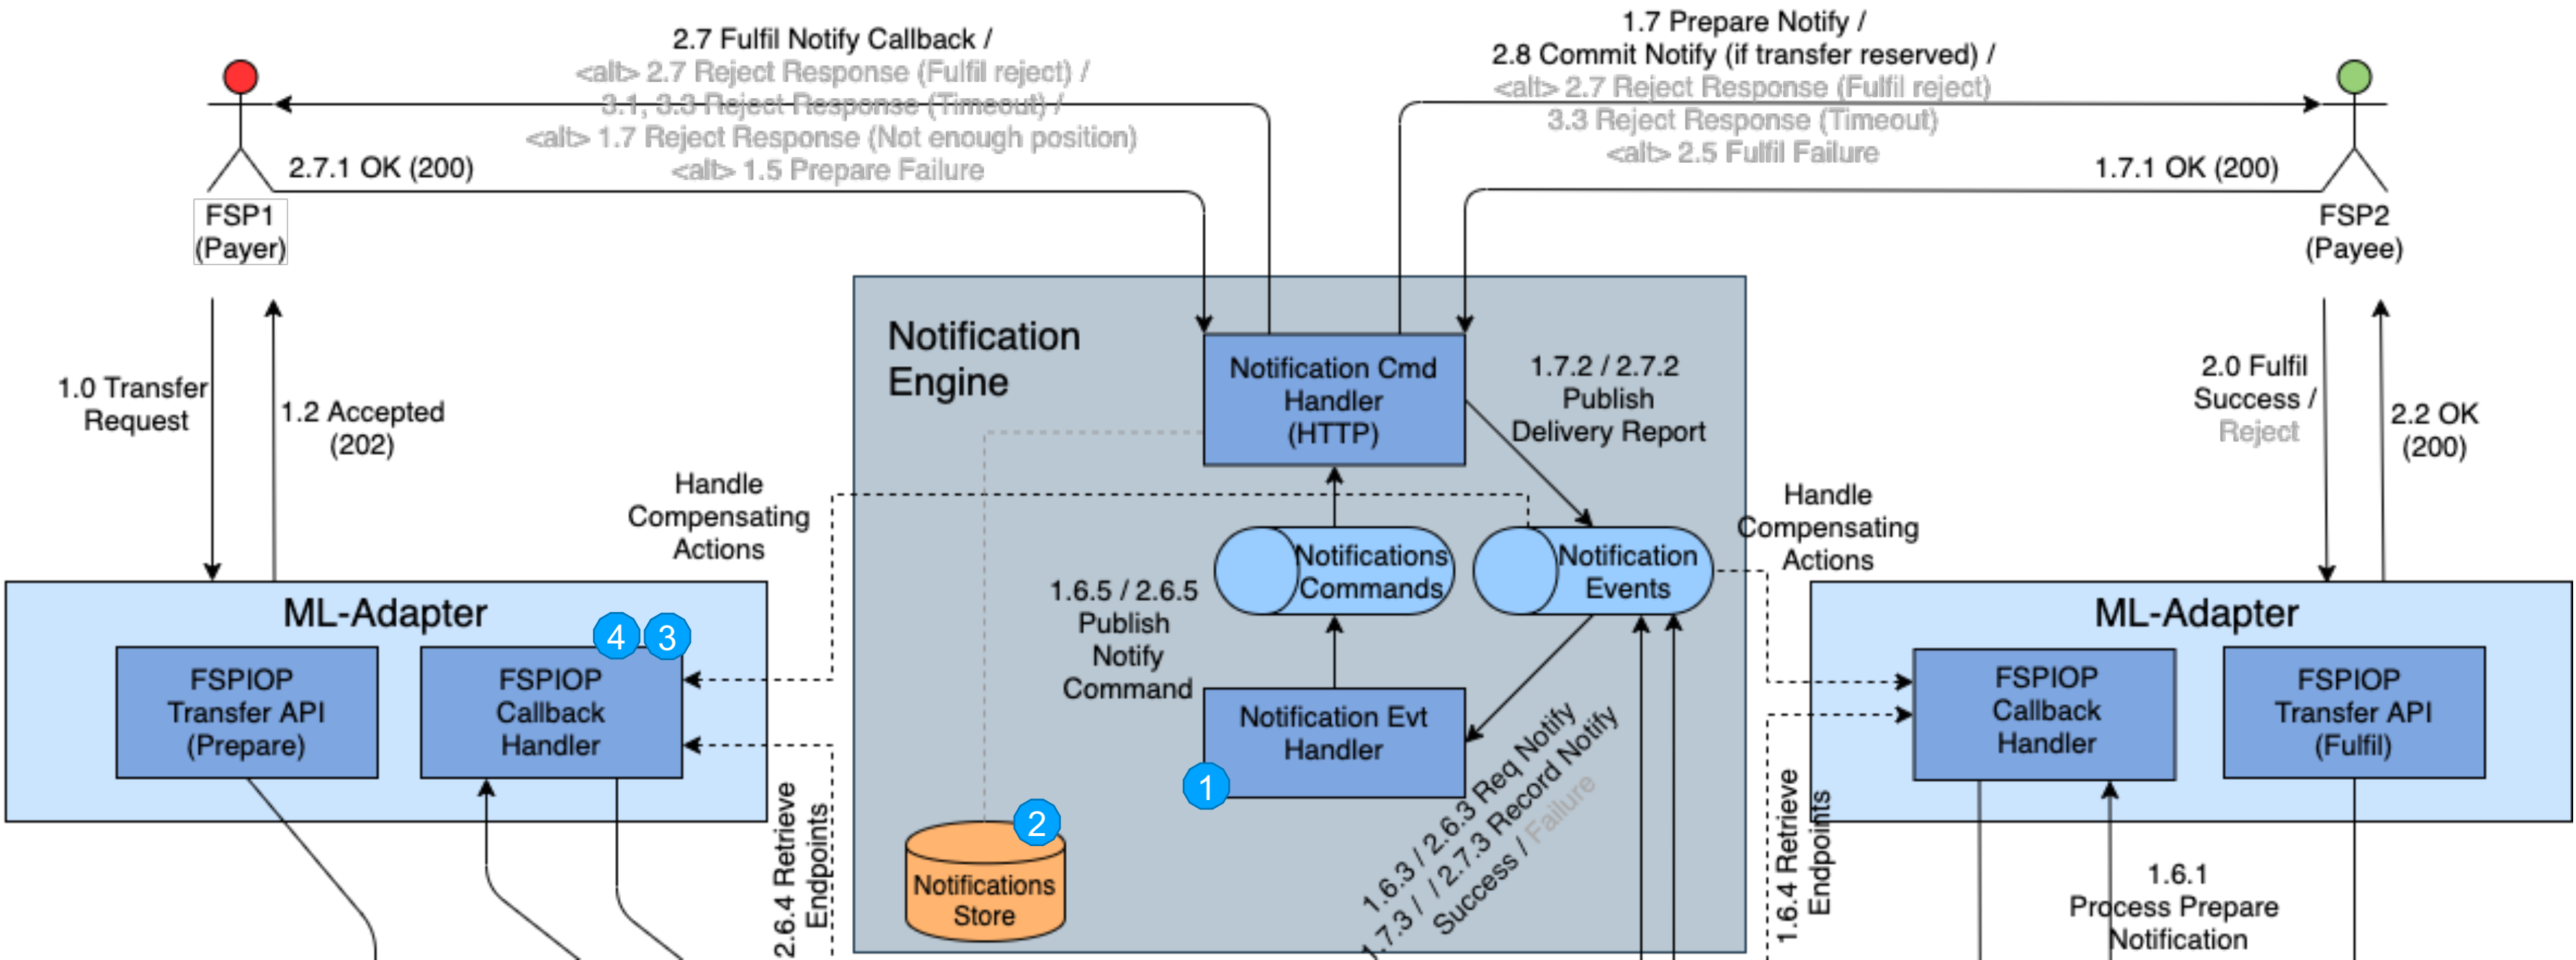 2.7 Fulfil Notify Callback /
<alt> 2.7 Reject Response (Fulfil reject) /
3.1, 3.3 Reject Response (Timeout) /
<alt> 1.7 Reject Response (Not enough position)
<alt> 1.5 Prepare Failure
1.7 Prepare Notify /
2.8 Commit Notify (if transfer reserved) /
<alt> 2.7 Reject Response (Fulfil reject)
3.3 Reject Response (Timeout)
<alt> 2.5 Fulfil Failure
2.7.1 OK (200)
1.7.1 OK (200)
FSP1
(Payer)
FSP2
(Payee)
1.0 Transfer
Request
1.2 Accepted
(202)
Notification
Engine
Notification Cmd
Handler
(HTTP)
1.7.2 / 2.7.2
Publish
Delivery Report
2.0 Fulfil
Success /
Reject
2.2 OK
(200)
Handle
Compensating
Actions
Handle
Compensating
Actions
Notifications
Commands
Notification
Events
1.6.5 / 2.6.5
Publish
Notify
Command
ML-Adapter
4
3
FSPIOP
Transfer API
(Prepare)
FSPIOP
Callback
Handler
Notification Evt
Handler
1
ML-Adapter
FSPIOP
Callback
Handler
FSPIOP
Transfer API
(Fulfil)
2.6.4 Retrieve
Endpoints
2
Notifications
Store
1.6.3 / 2.6.3 Req Notify
1.7.3 / / 2.7.3 Record Notify
Success / Failure
1.6.4 Retrieve
Endpoints
1.6.1
Process Prepare
Notification